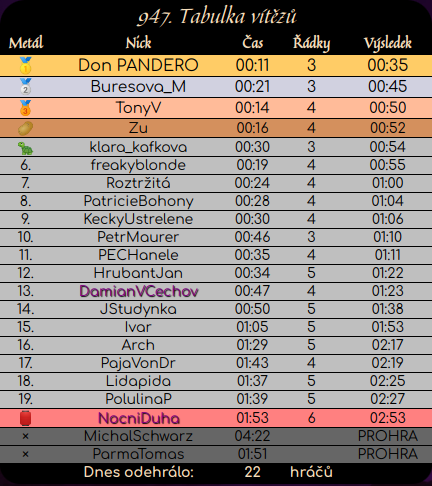 947. Tabulka vítězů
Metál Nick Čas Řádky Výsledek
Don PANDERO 00:11 3 00:35
2 Buresova_M 00:21 3 00:45
3 TonyV 00:14 4 00:50
Zu 00:16 4 00:52
klara_kafkova 00:30 3 00:54
6. freakyblonde 00:19 4 00:55
7. Roztržitá 00:24 4 01:00
8. PatricieBohony 00:28 4 01:04
9. KeckyUstrelene 00:30 4 01:06
10. PetrMaurer 00:46 3 01:10
11. PECHanele 00:35 4 01:11
12. HrubantJan 00:34 5 01:22
13. DamianVCechov 00:47 4 01:23
14. JStudynka 00:50 5 01:38
15. Ivar 01:05 5 01:53
16. Arch 01:29 5 02:17
17. PajaVonDr 01:43 4 02:19
18. Lidapida 01:37 5 02:25
19. PolulinaP 01:39 5 02:27
NocniDuha 01:53 6 02:53
× MichalSchwarz 04:22 PROHRA
× ParmaTomas 01:51 PROHRA
Dnes odehrálo: 22 hráčů